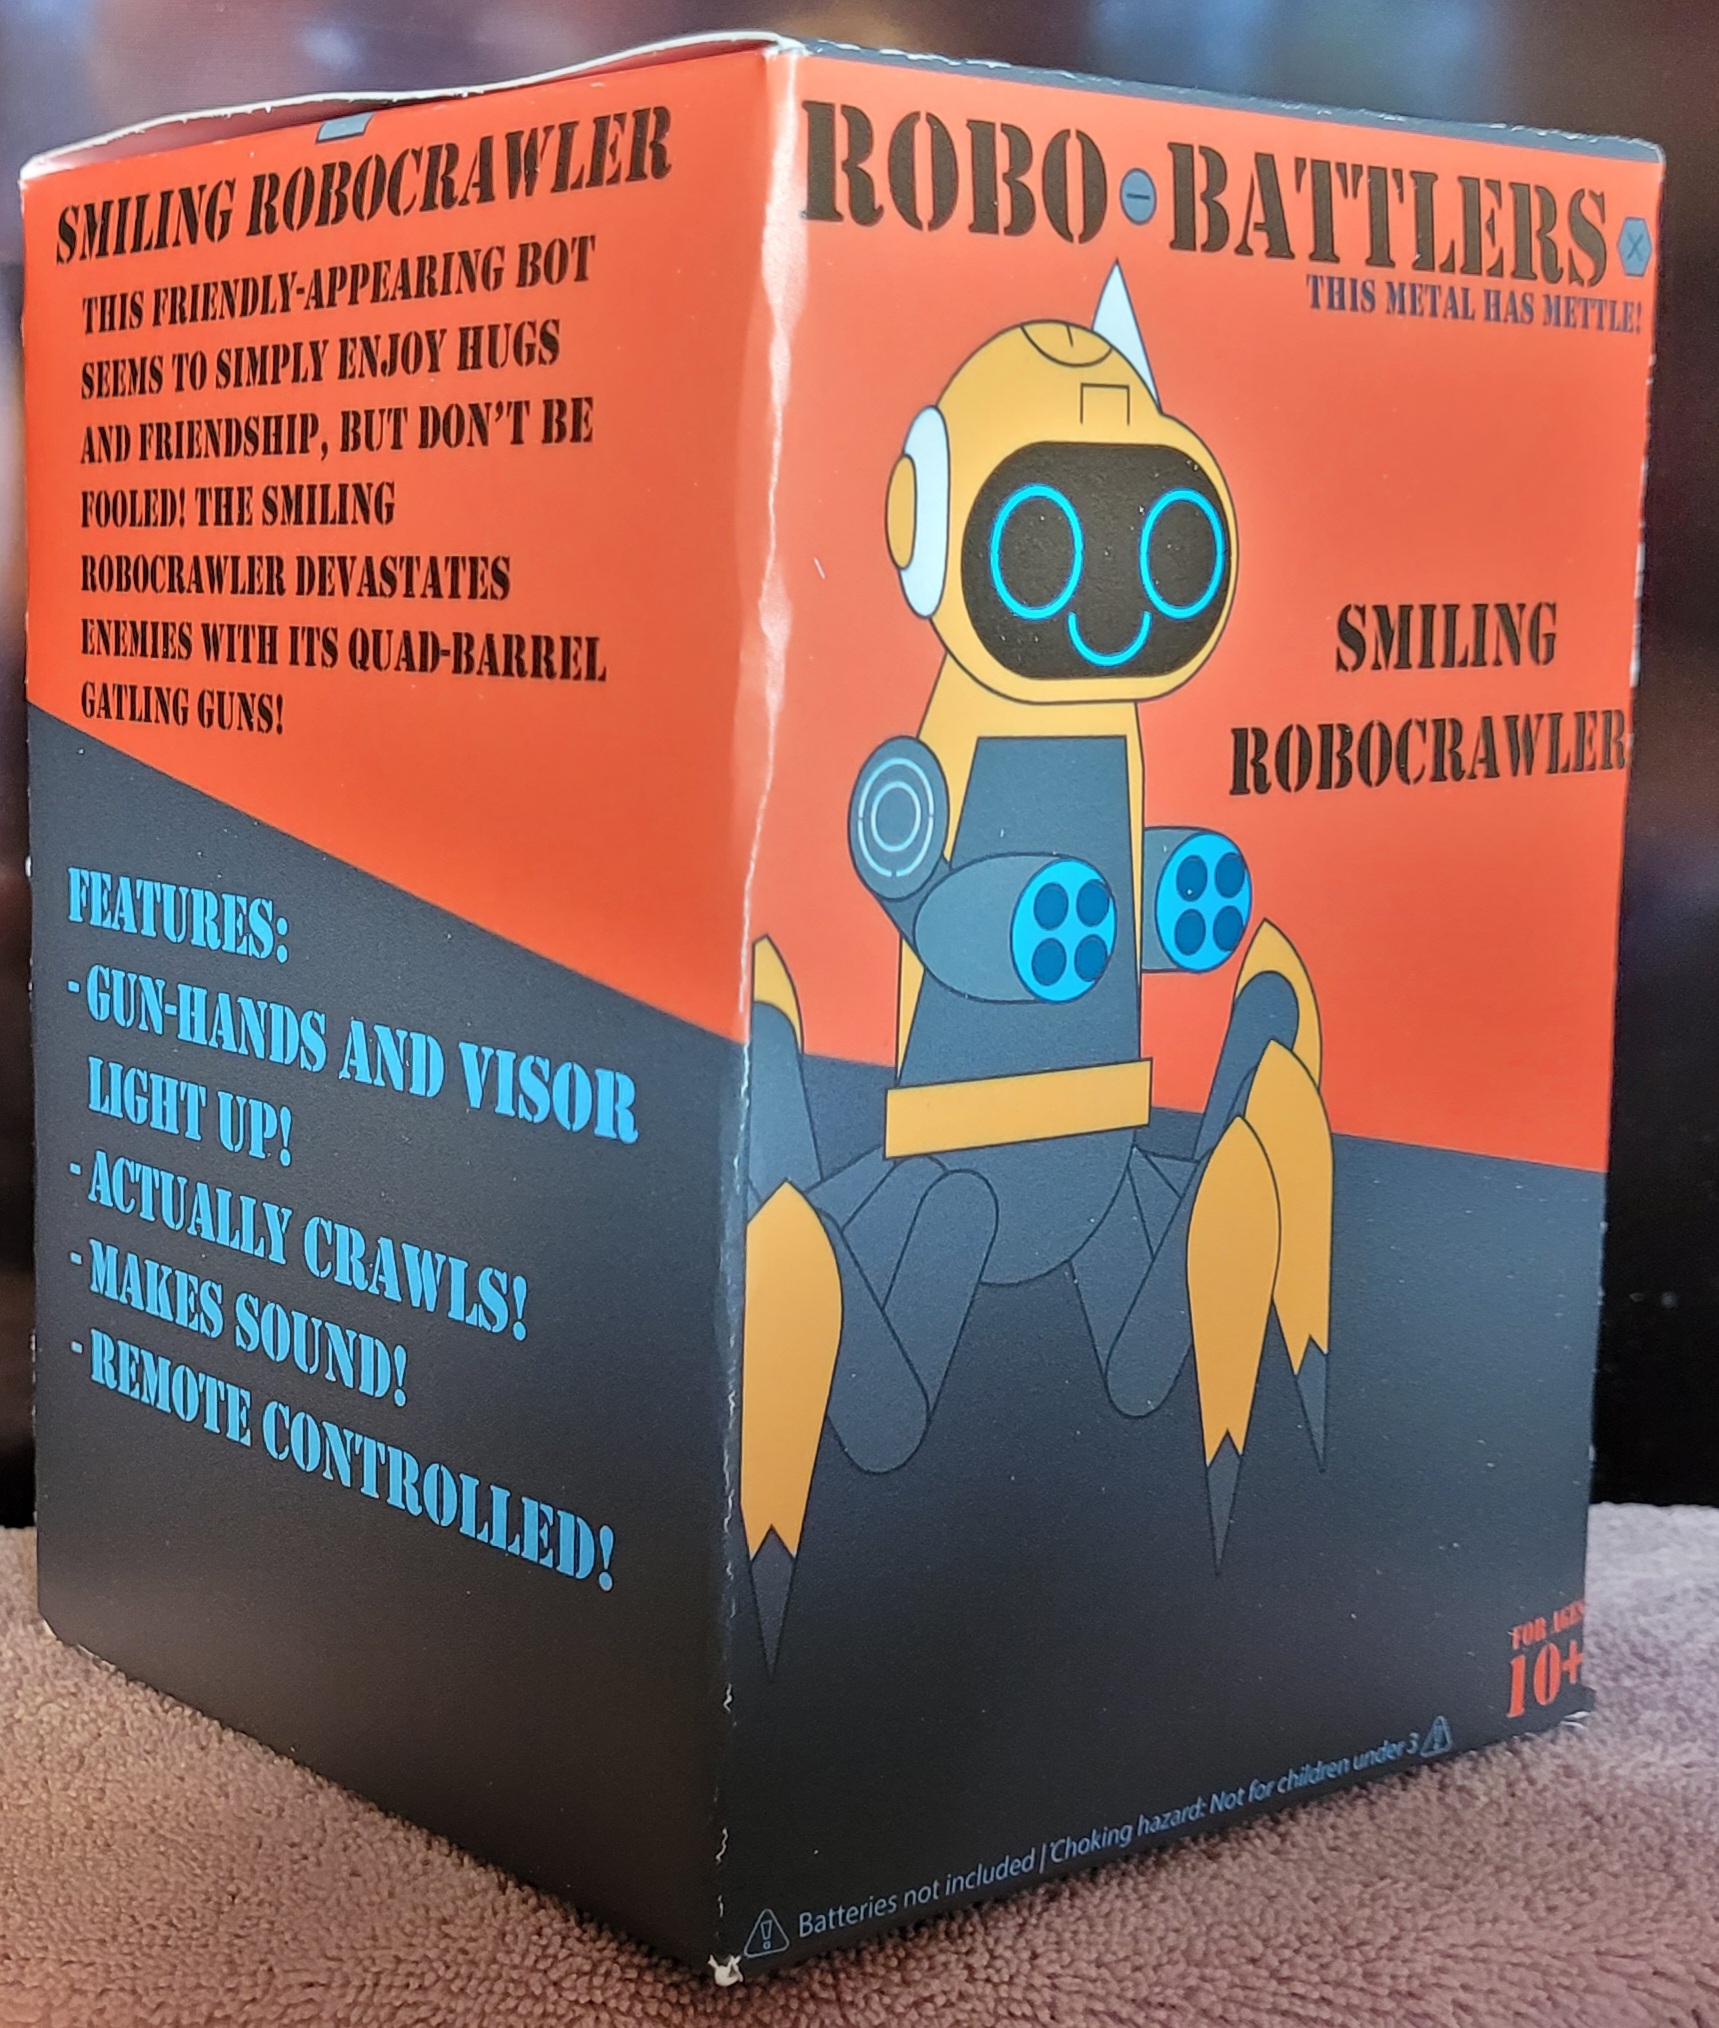 SMILING ROBOCRAWLER
THIS FRIENDLY-APPEARING BOT
SEEMS TO SIMPLY ENJOY HUGS
AND FRIENDSHIP, BUT DON'T BE
FOOLED! THE SMILING
ROBOCRAWLER DEVASTATES
ENEMIES WITH ITS QUAD-BARREL
GATLING GUNS!
FEATURES:
- GUN-HANDS AND VISOR
LIGHT UP!
- ACTUALLY CRAWLS!
- MAKES SOUND!
- REMOTE CONTROLLED!
ROBO-BATTLERS
THIS METAL HAS METTLE!
SMILING
ROBOCRAWLER
FOR AGES
10+
Batteries not included | Choking hazard: Not for children under 3